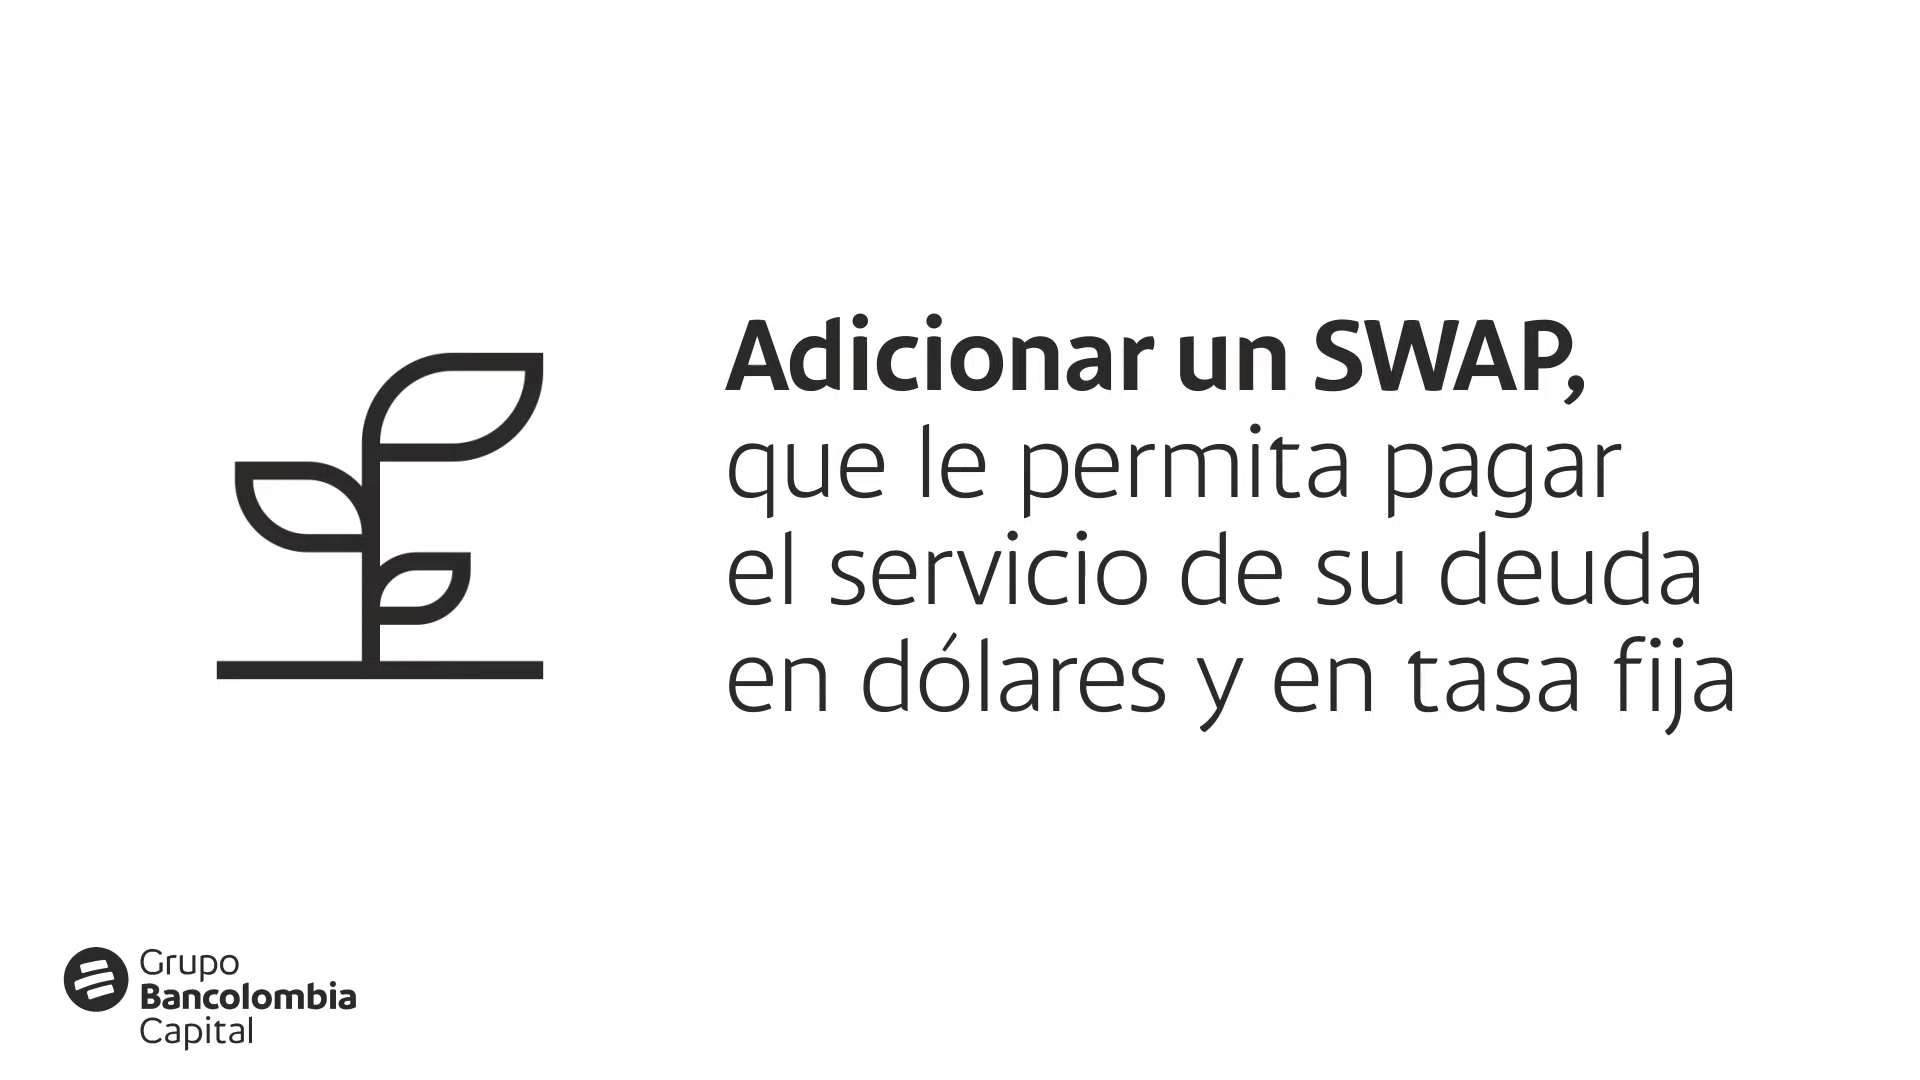 Adicionar un SWAP,
que le permita pagar
el servicio de su deuda
en dólares y en tasa fija
Grupo
Bancolombia
Capital